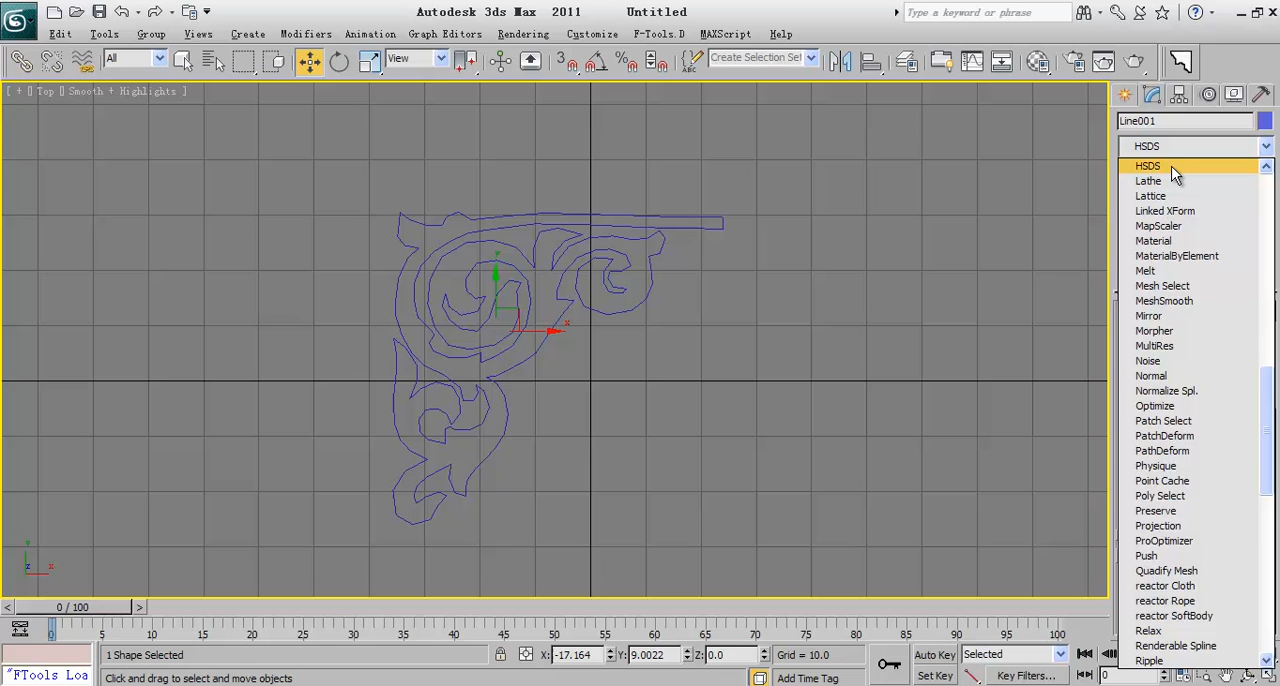 Autodesk 3ds Max 2011 Untitled
Type a keyword or phrase
Edit Tools Group Views Create Modifiers Animation Graph Editors Rendering Customize F-Tools.D MAXScript Help
All
View
Create Selection Sel
[ + ] Top [ Smooth + Highlights ]
Line001
HSDS
HSDS
Lathe
Lattice
Linked XForm
MapScaler
Material
MaterialByElement
Melt
Mesh Select
MeshSmooth
Mirror
Morpher
MultiRes
Noise
Normal
Normalize Spl.
Optimize
Patch Select
PatchDeform
PathDeform
Physique
Point Cache
Poly Select
Preserve
Projection
ProOptimizer
Push
Quadify Mesh
reactor Cloth
reactor Rope
reactor SoftBody
Relax
Renderable Spline
Ripple
y
x
Y
z x
< 0 / 100 >
0 5 10 15 20 25 30 35 40 45 50 55 60 65 70 75 80 85 90 95 100
1 Shape Selected
X: -17.164 Y: 9.0022 Z: 0.0 Grid = 10.0
Auto Key Selected
"FTools Loa
Click and drag to select and move objects
Add Time Tag
Set Key Key Filters... 0